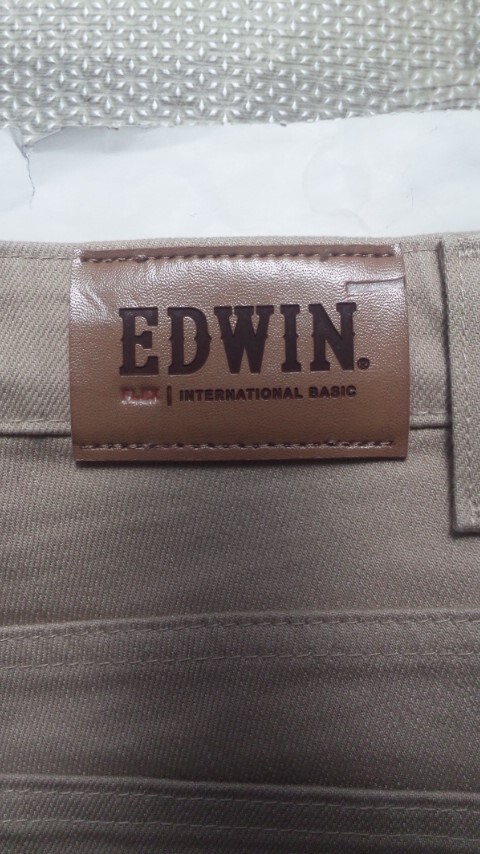 EDWIN.
FLEX | INTERNATIONAL BASIC